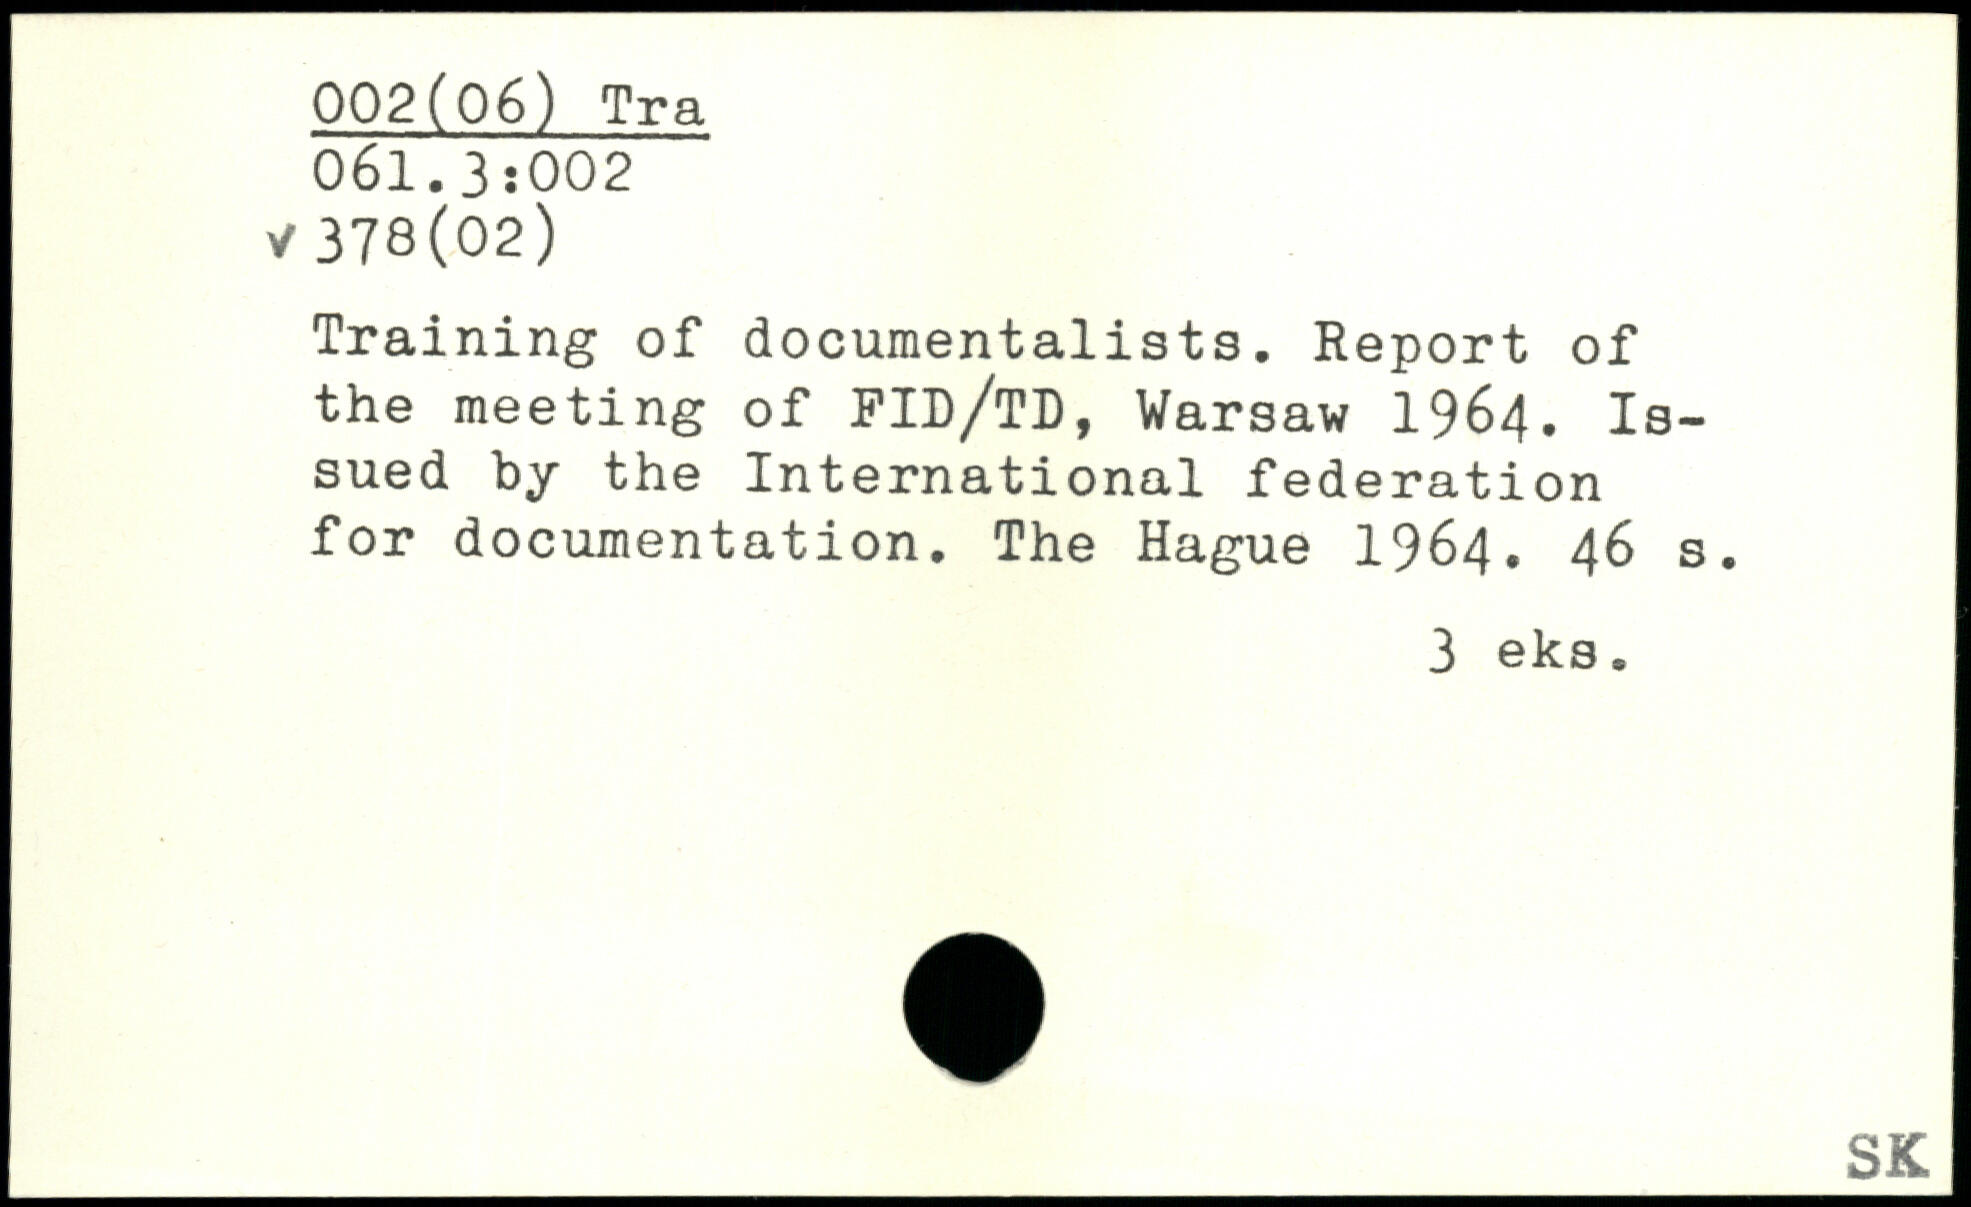 002(06) Tra
061.3:002
✓ 378(02)
Training of documentalists. Report of
the meeting of FID/TD, Warsaw 1964. Is-
sued by the International federation
for documentation. The Hague 1964. 46 s.
3 eks.
SK